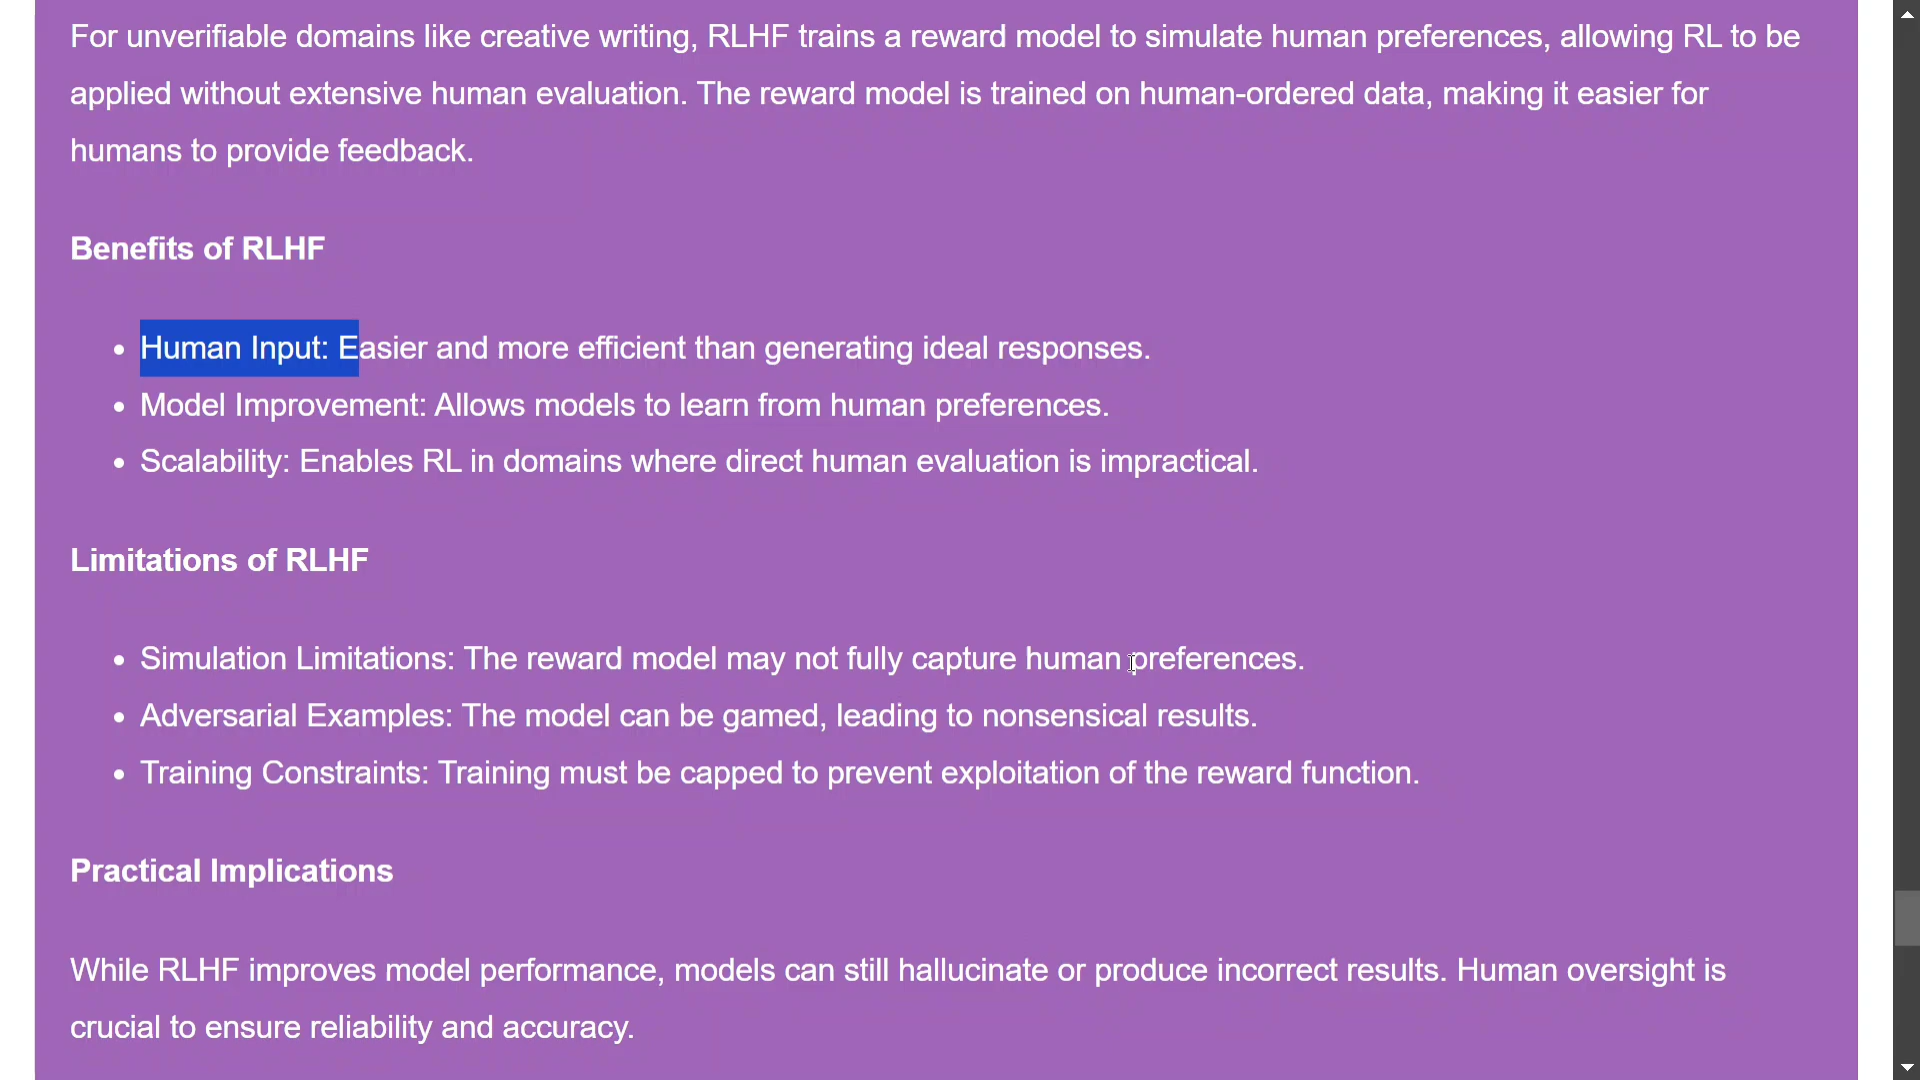 For unverifiable domains like creative writing, RLHF trains a reward model to simulate human preferences, allowing RL to be
applied without extensive human evaluation. The reward model is trained on human-ordered data, making it easier for
humans to provide feedback.
Benefits of RLHF
• Human Input: Easier and more efficient than generating ideal responses.
• Model Improvement: Allows models to learn from human preferences.
• Scalability: Enables RL in domains where direct human evaluation is impractical.
Limitations of RLHF
• Simulation Limitations: The reward model may not fully capture human preferences.
• Adversarial Examples: The model can be gamed, leading to nonsensical results.
• Training Constraints: Training must be capped to prevent exploitation of the reward function.
Practical Implications
While RLHF improves model performance, models can still hallucinate or produce incorrect results. Human oversight is
crucial to ensure reliability and accuracy.